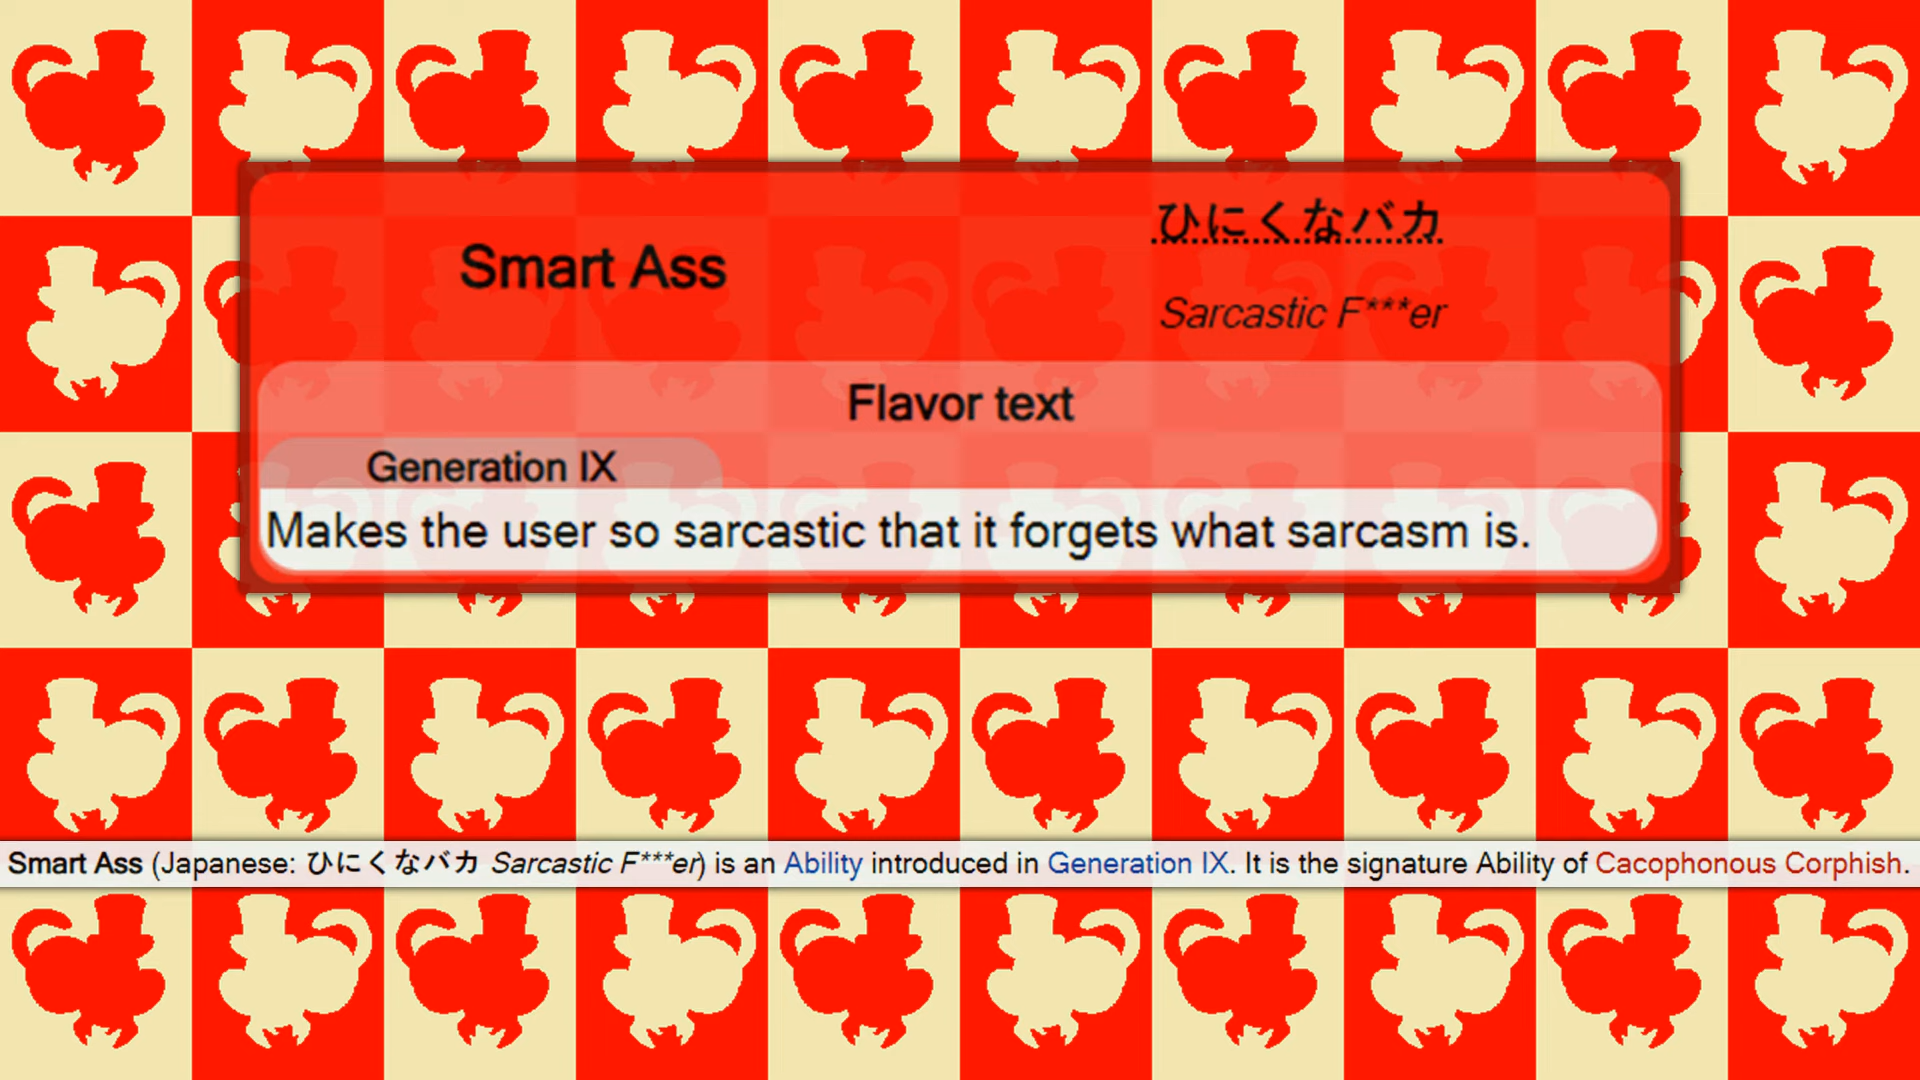 Smart Ass
ひにくなバカ
Sarcastic F***er
Flavor text
Generation IX
Makes the user so sarcastic that it forgets what sarcasm is.
Smart Ass (Japanese: ひにくなバカ Sarcastic F***er) is an Ability introduced in Generation IX. It is the signature Ability of Cacophonous Corphish.